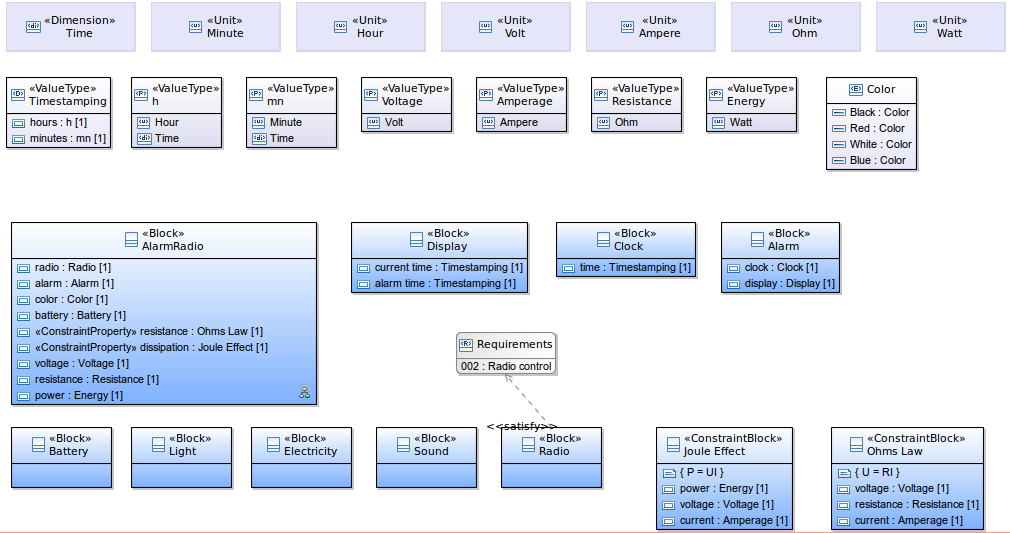 «Dimension»
Time
«Unit»
Minute
«Unit»
Hour
«Unit»
Volt
«Unit»
Ampere
«Unit»
Ohm
«Unit»
Watt
«ValueType»
Timestamping
hours : h [1]
minutes : mn [1]
«ValueType»
h
Hour
Time
«ValueType»
mn
Minute
Time
«ValueType»
Voltage
Volt
«ValueType»
Amperage
Ampere
«ValueType»
Resistance
Ohm
«ValueType»
Energy
Watt
Color
Black : Color
Red : Color
White : Color
Blue : Color
«Block»
AlarmRadio
radio : Radio [1]
alarm : Alarm [1]
color : Color [1]
battery : Battery [1]
«ConstraintProperty» resistance : Ohms Law [1]
«ConstraintProperty» dissipation : Joule Effect [1]
voltage : Voltage [1]
resistance : Resistance [1]
power : Energy [1]
«Block»
Display
current time : Timestamping [1]
alarm time : Timestamping [1]
«Block»
Clock
time : Timestamping [1]
«Block»
Alarm
clock : Clock [1]
display : Display [1]
Requirements
002 : Radio control
<<satisfy>>
«Block»
Battery
«Block»
Light
«Block»
Electricity
«Block»
Sound
«Block»
Radio
«ConstraintBlock»
Joule Effect
{ P = UI }
power : Energy [1]
voltage : Voltage [1]
current : Amperage [1]
«ConstraintBlock»
Ohms Law
{ U = RI }
voltage : Voltage [1]
resistance : Resistance [1]
current : Amperage [1]